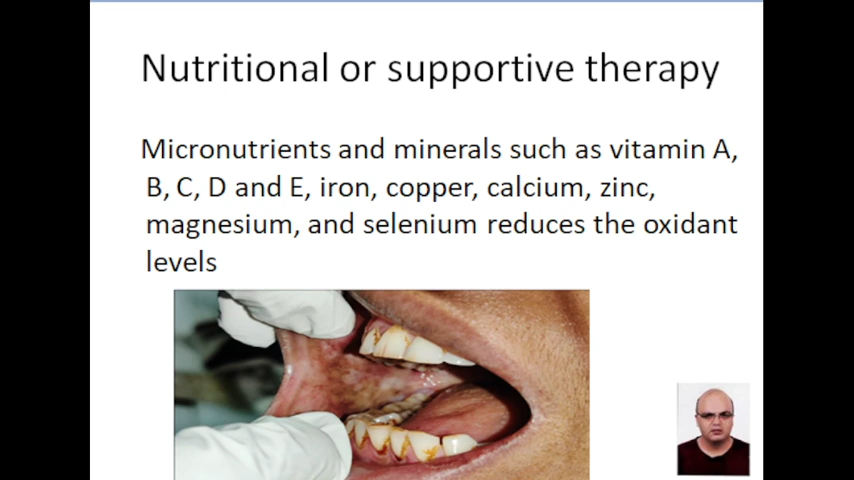 Nutritional or supportive therapy
Micronutrients and minerals such as vitamin A,
B, C, D and E, iron, copper, calcium, zinc,
magnesium, and selenium reduces the oxidant
levels